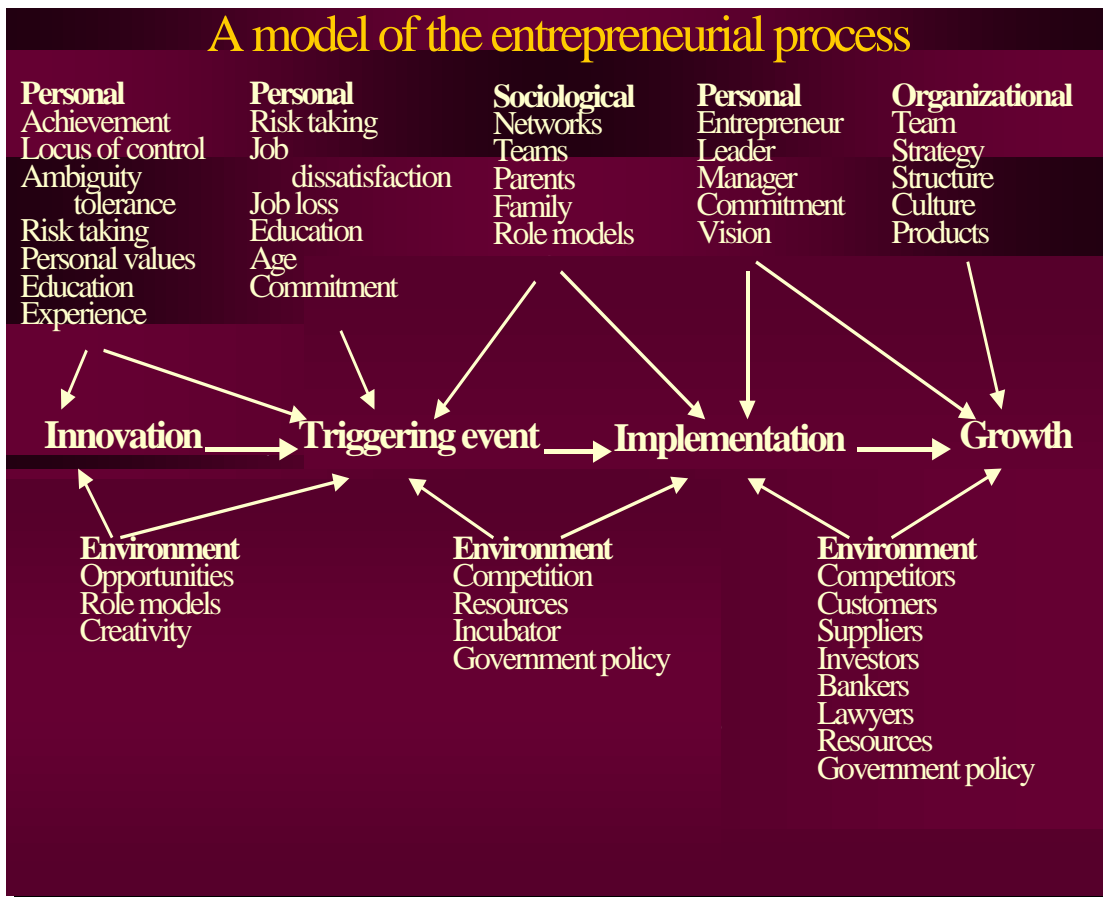 A model of the entrepreneurial process
Personal
Achievement
Locus of control
Ambiguity
tolerance
Risk taking
Personal values
Education
Experience
Personal
Risk taking
Job
dissatisfaction
Job loss
Education
Age
Commitment
Sociological
Networks
Teams
Parents
Family
Role models
Personal
Entrepreneur
Leader
Manager
Commitment
Vision
Organizational
Team
Strategy
Structure
Culture
Products
Innovation
Triggering event
Implementation
Growth
Environment
Opportunities
Role models
Creativity
Environment
Competition
Resources
Incubator
Government policy
Environment
Competitors
Customers
Suppliers
Investors
Bankers
Lawyers
Resources
Government policy